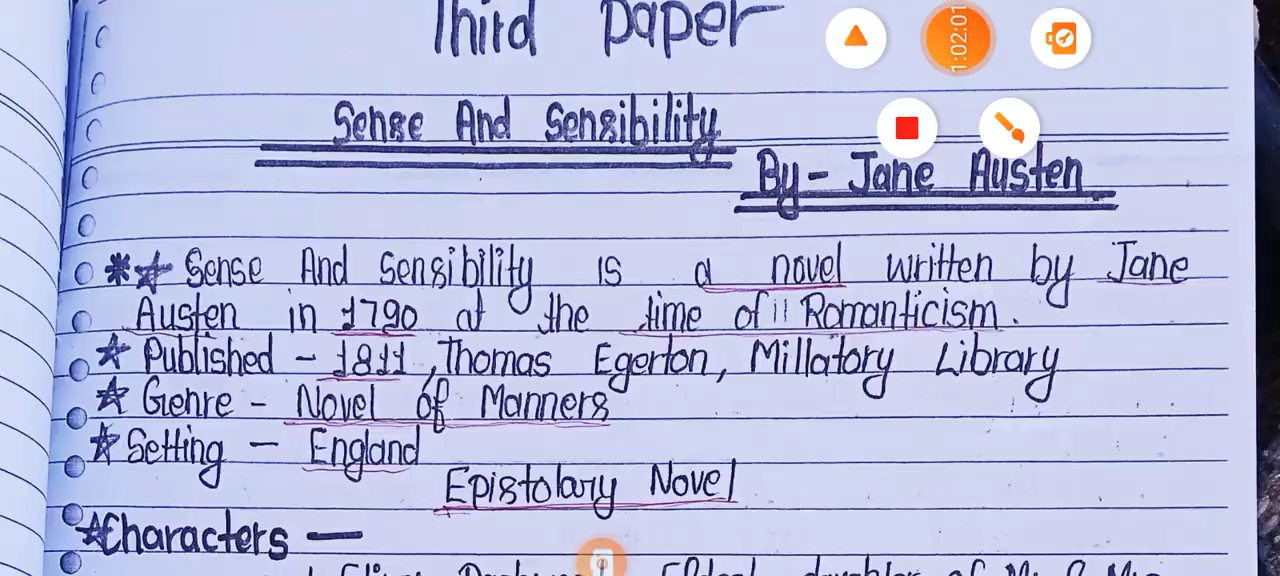 Third Paper
1:02:01
Sense And Sensibility
By- Jane Austen
Sense And Sensibility is a novel written by Jane
Austen in 1790 at the time of Romanticism.
Published - 1811, Thomas Egerton, Millatory Library
Genre - Novel of Manners
Setting - England
Epistolary Novel
Characters -
of Mr